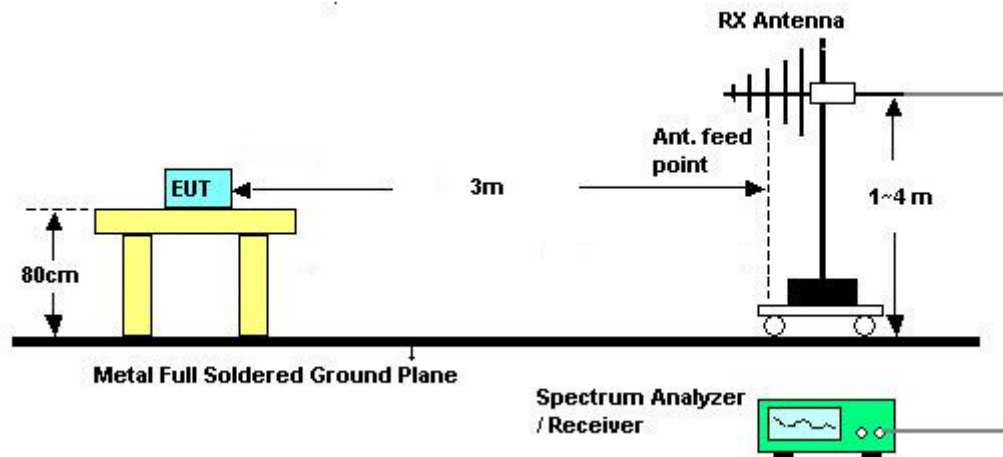 RX Antenna
Ant. feed
point
EUT
3m
1~4 m
80cm
Metal Full Soldered Ground Plane
Spectrum Analyzer
/ Receiver